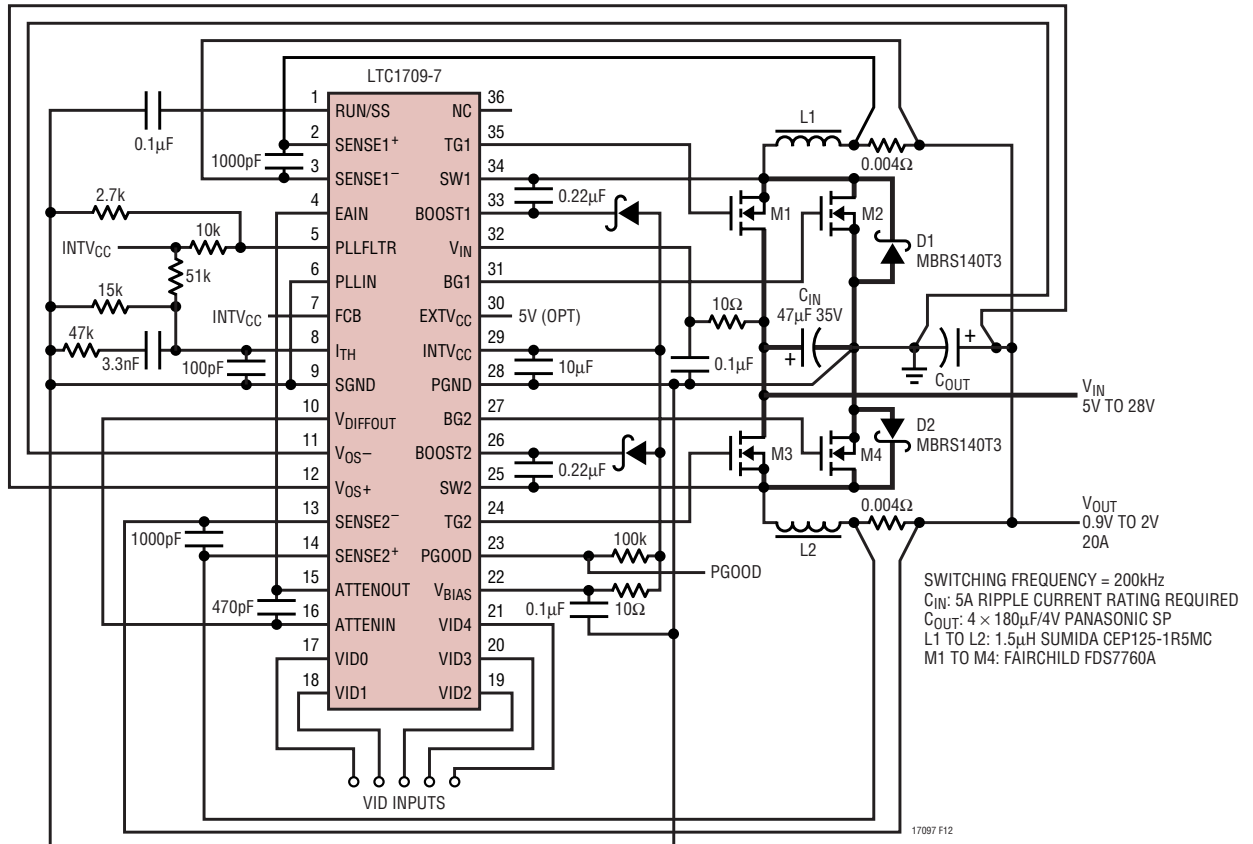 LTC1709-7
1 RUN/SS NC 36
2 SENSE1+ TG1 35
3 SENSE1– SW1 34
4 EAIN BOOST1 33
5 PLLFLTR VIN 32
6 PLLIN BG1 31
7 FCB EXTVCC 30
8 ITH INTVCC 29
9 SGND PGND 28
10 VDIFFOUT BG2 27
11 VOS– BOOST2 26
12 VOS+ SW2 25
13 SENSE2– TG2 24
14 SENSE2+ PGOOD 23
15 ATTENOUT VBIAS 22
16 ATTENIN VID4 21
17 VID0 VID3 20
18 VID1 VID2 19
0.1µF
1000pF
2.7k
10k
INTVCC
51k
15k
INTVCC
47k
3.3nF
100pF
1000pF
470pF
VID INPUTS
0.22µF
5V (OPT)
10µF
0.22µF
100k
PGOOD
0.1µF
10Ω
10Ω
0.1µF
L1
0.004Ω
M1
M2
D1
MBRS140T3
CIN
47µF 35V
+
+
COUT
VIN
5V TO 28V
M3
M4
D2
MBRS140T3
0.004Ω
L2
VOUT
0.9V TO 2V
20A
SWITCHING FREQUENCY = 200kHz
CIN: 5A RIPPLE CURRENT RATING REQUIRED
COUT: 4 × 180µF/4V PANASONIC SP
L1 TO L2: 1.5µH SUMIDA CEP125-1R5MC
M1 TO M4: FAIRCHILD FDS7760A
17097 F12